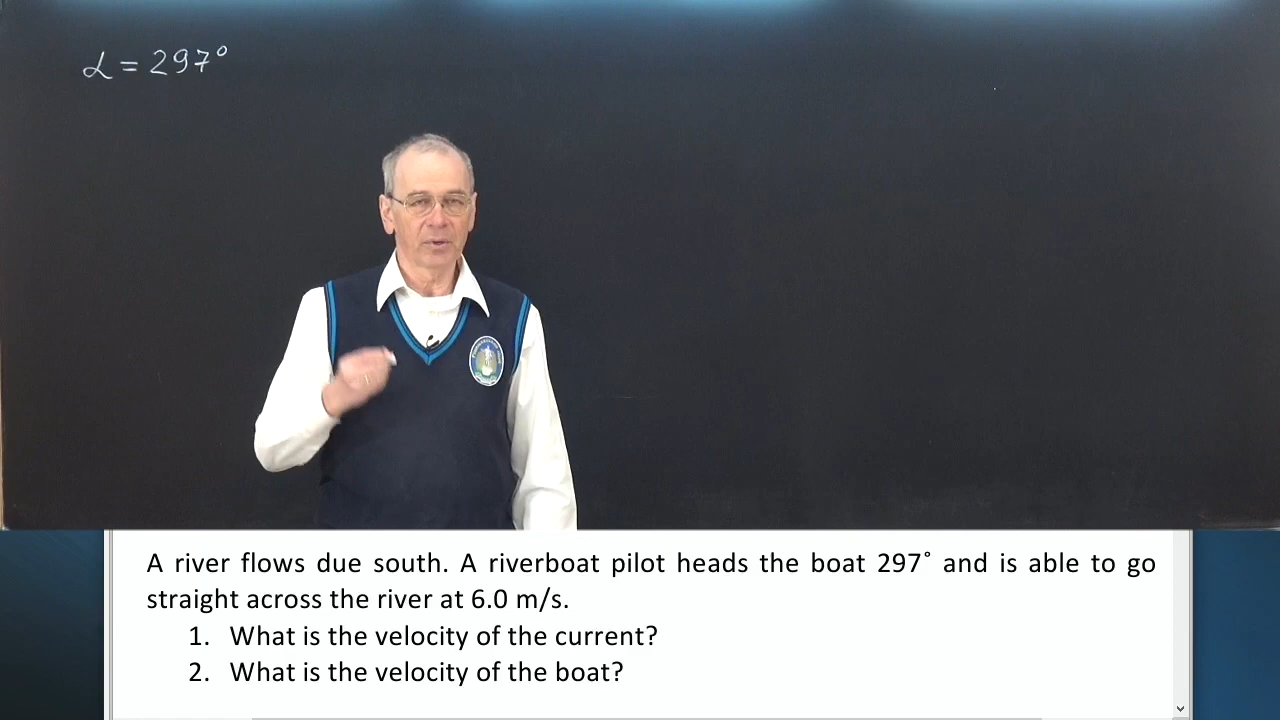 α = 297°
A river flows due south. A riverboat pilot heads the boat 297˚ and is able to go
straight across the river at 6.0 m/s.
1. What is the velocity of the current?
2. What is the velocity of the boat?